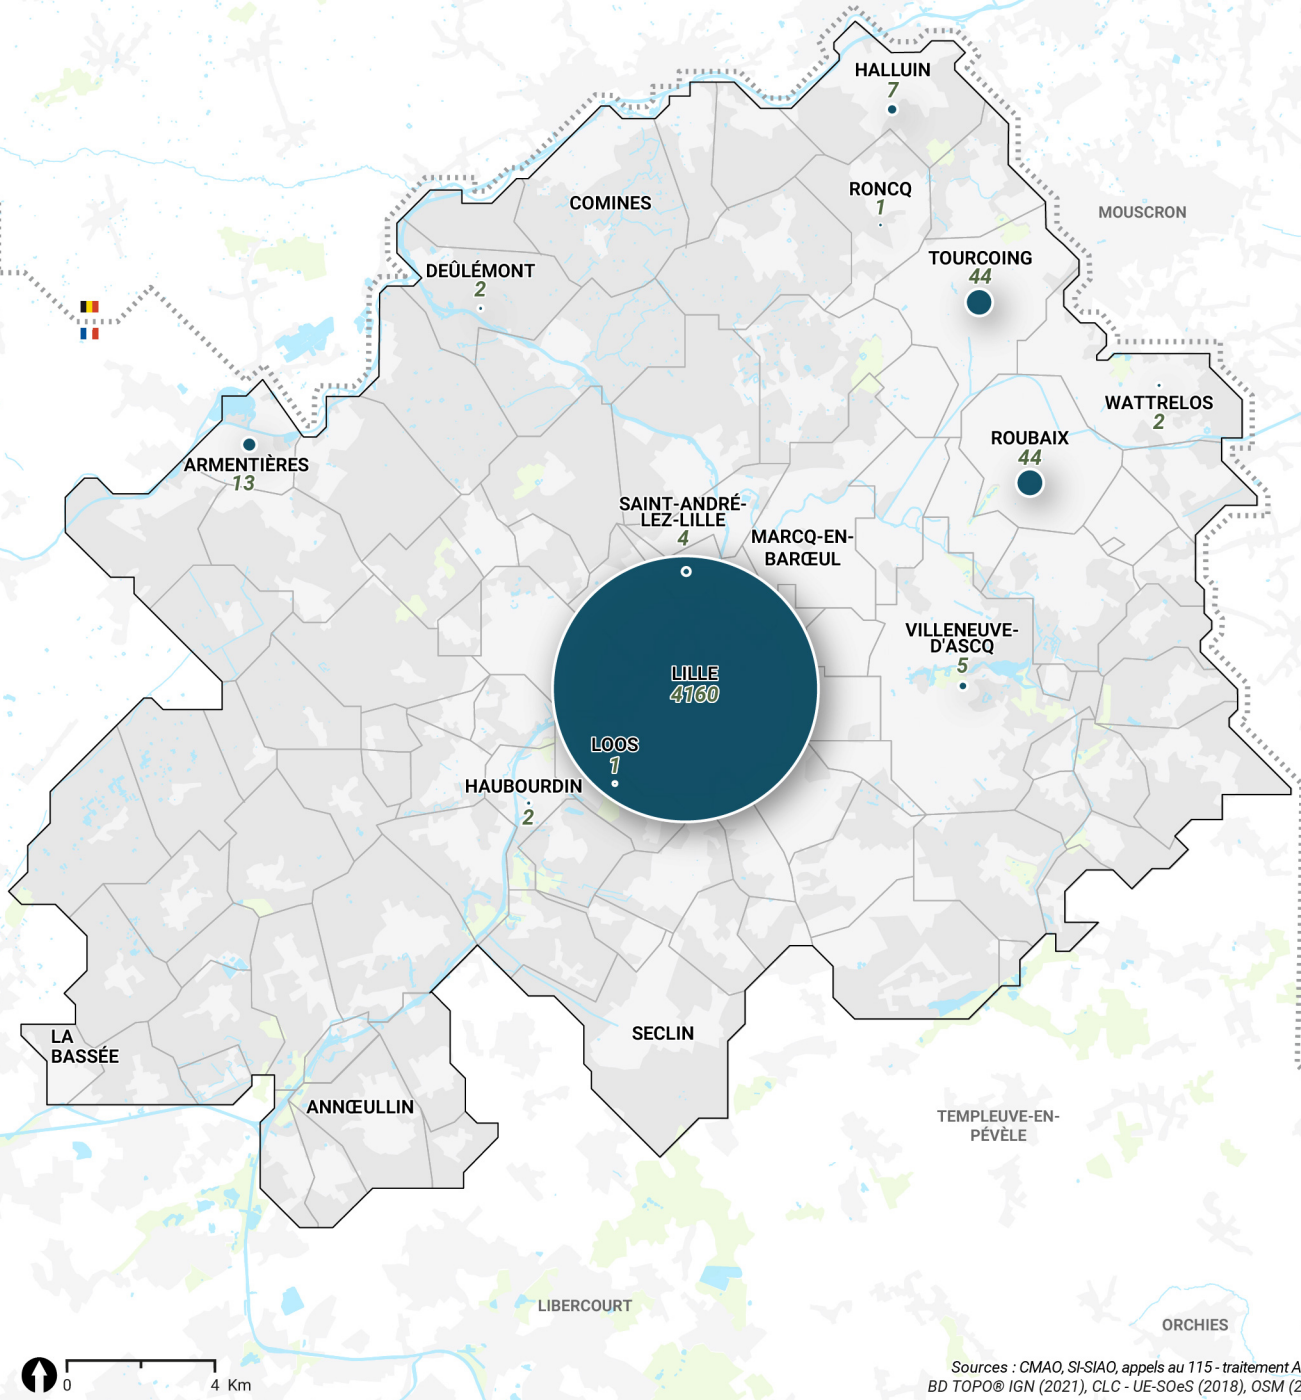 HALLUIN
7
RONCQ
1
COMINES
MOUSCRON
TOURCOING
44
DEÛLÉMONT
2
WATTRELOS
2
ROUBAIX
44
ARMENTIÈRES
13
SAINT-ANDRÉ-
LEZ-LILLE
4
MARCQ-EN-
BARŒUL
VILLENEUVE-
D'ASCQ
5
LILLE
4160
LOOS
1
HAUBOURDIN
2
SECLIN
LA
BASSÉE
ANNŒULLIN
TEMPLEUVE-EN-
PÉVÈLE
LIBERCOURT
ORCHIES
0 4 Km
Sources : CMAO, SI-SIAO, appels au 115 - traitement A
BD TOPO® IGN (2021), CLC - UE-SOeS (2018), OSM (2